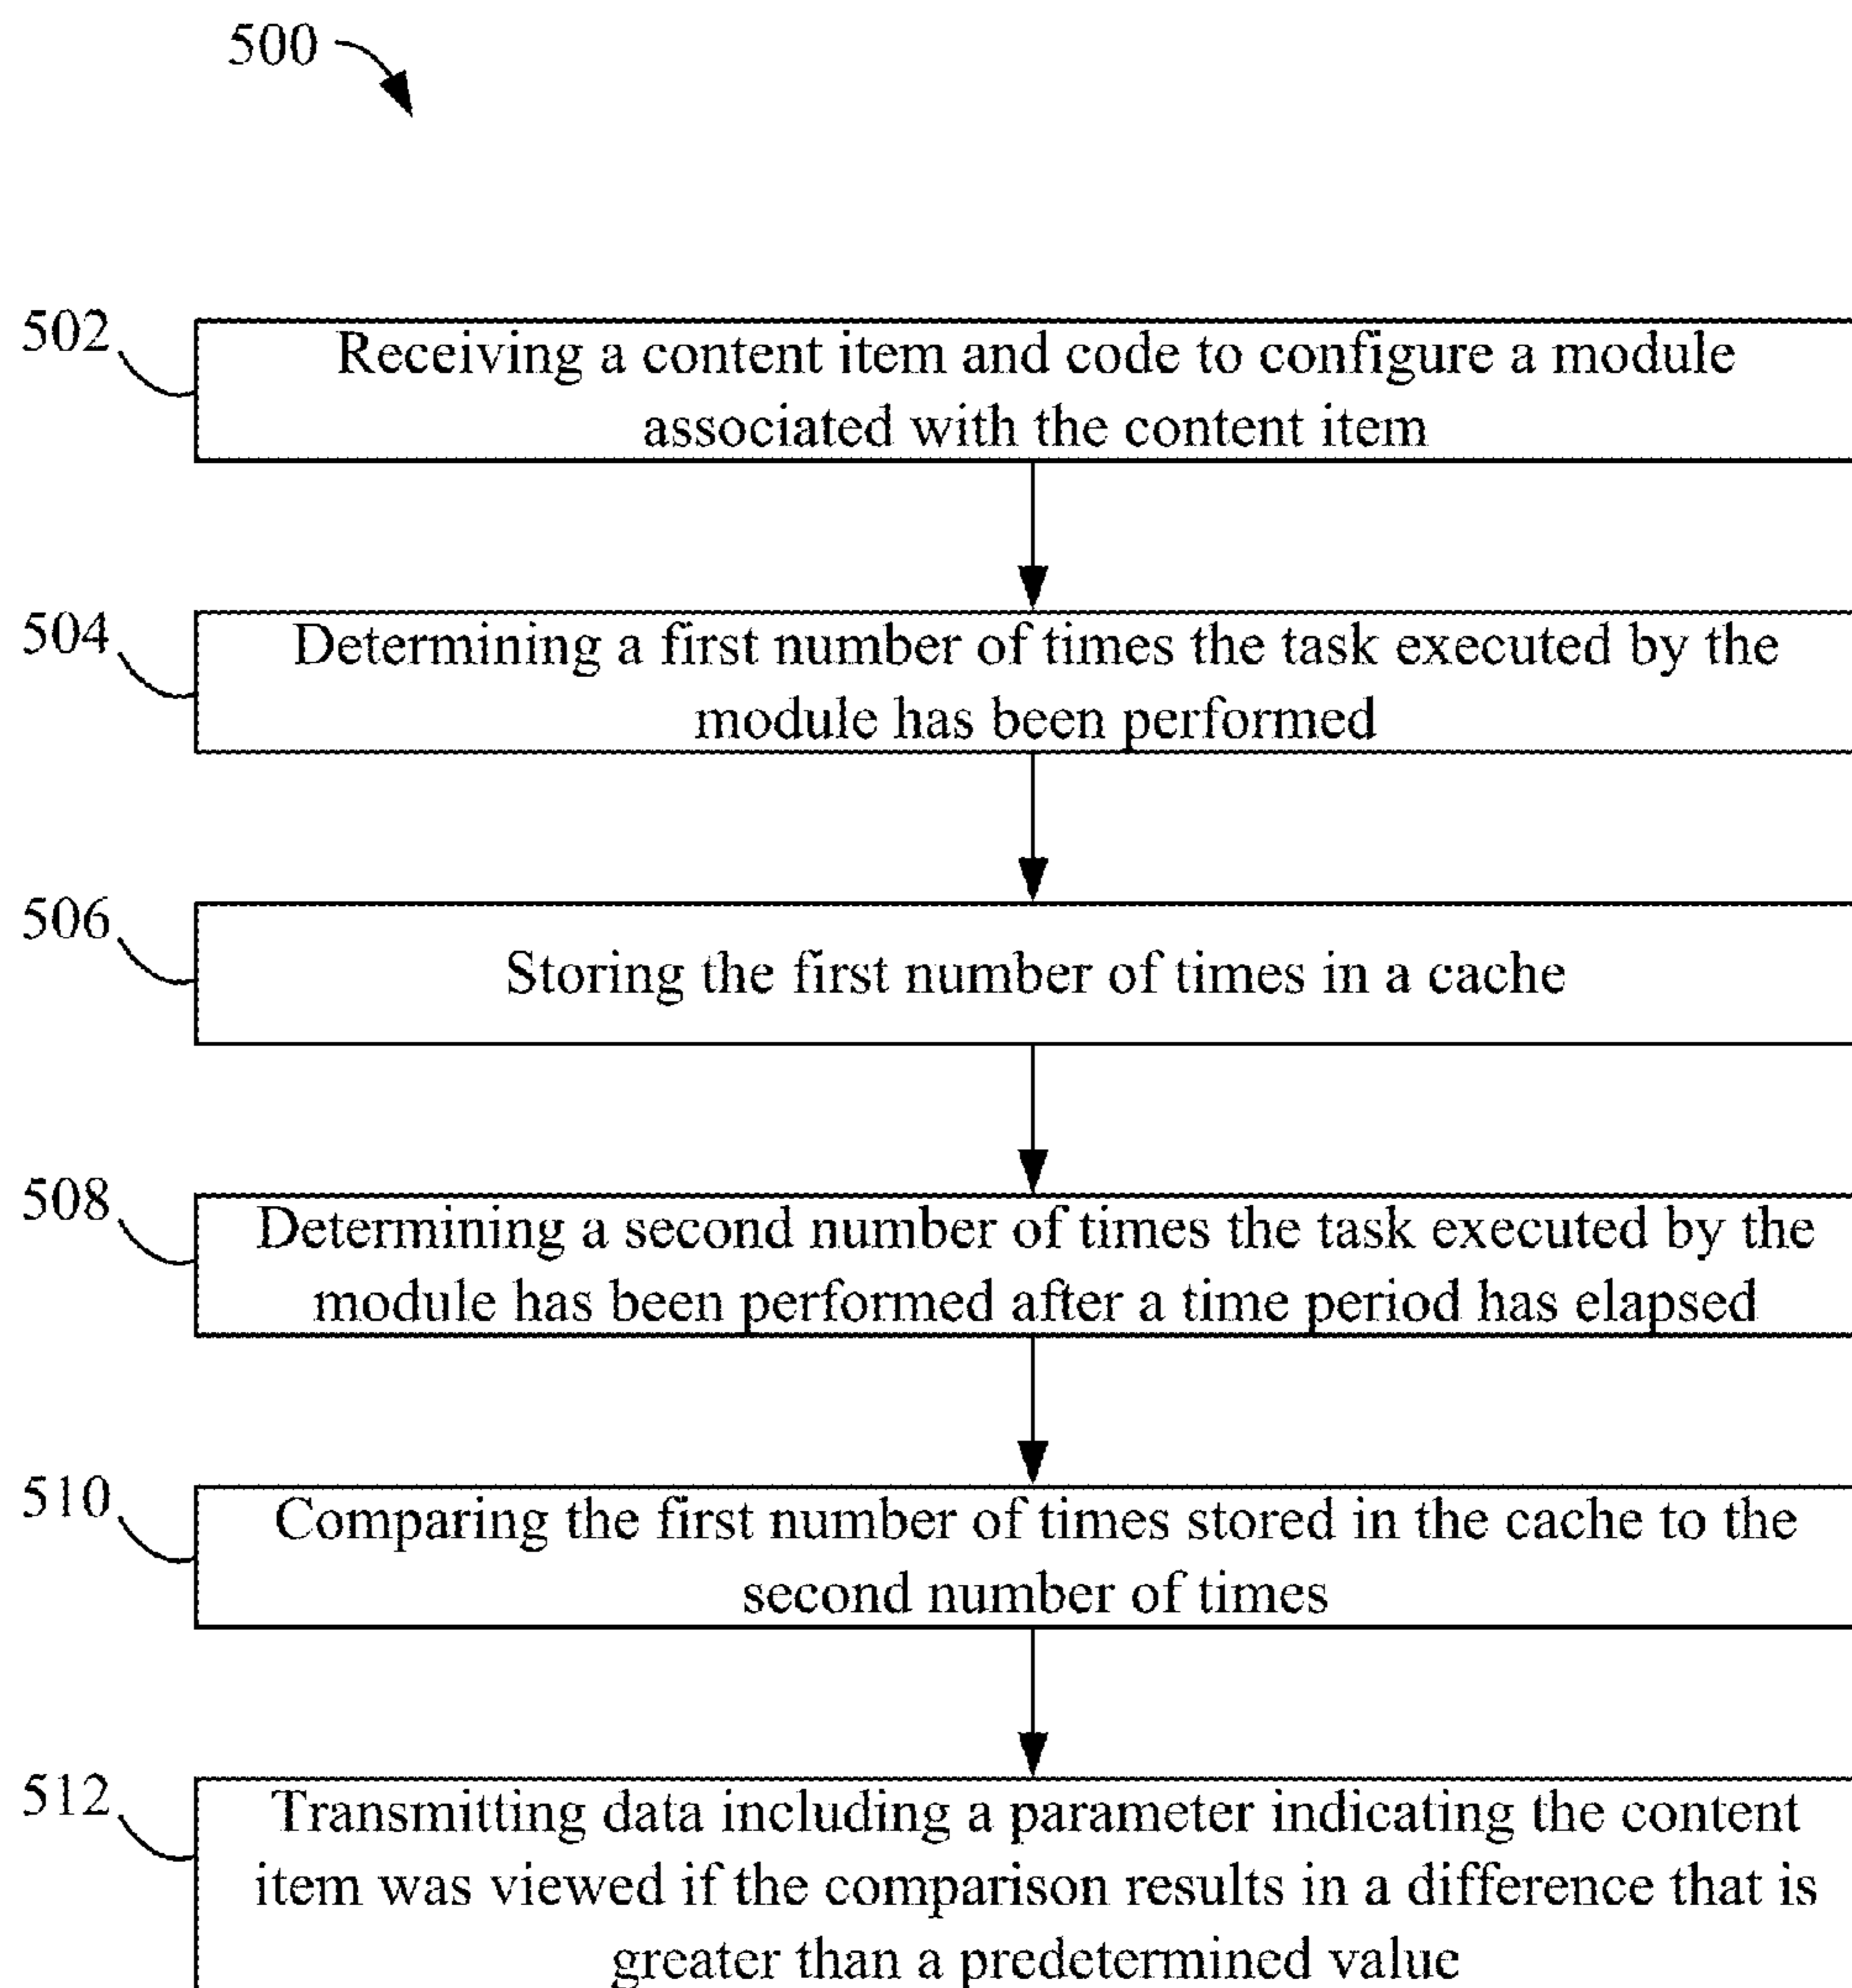 500
502
Receiving a content item and code to configure a module
associated with the content item
504
Determining a first number of times the task executed by the
module has been performed
506
Storing the first number of times in a cache
508
Determining a second number of times the task executed by the
module has been performed after a time period has elapsed
510
Comparing the first number of times stored in the cache to the
second number of times
512
Transmitting data including a parameter indicating the content
item was viewed if the comparison results in a difference that is
greater than a predetermined value